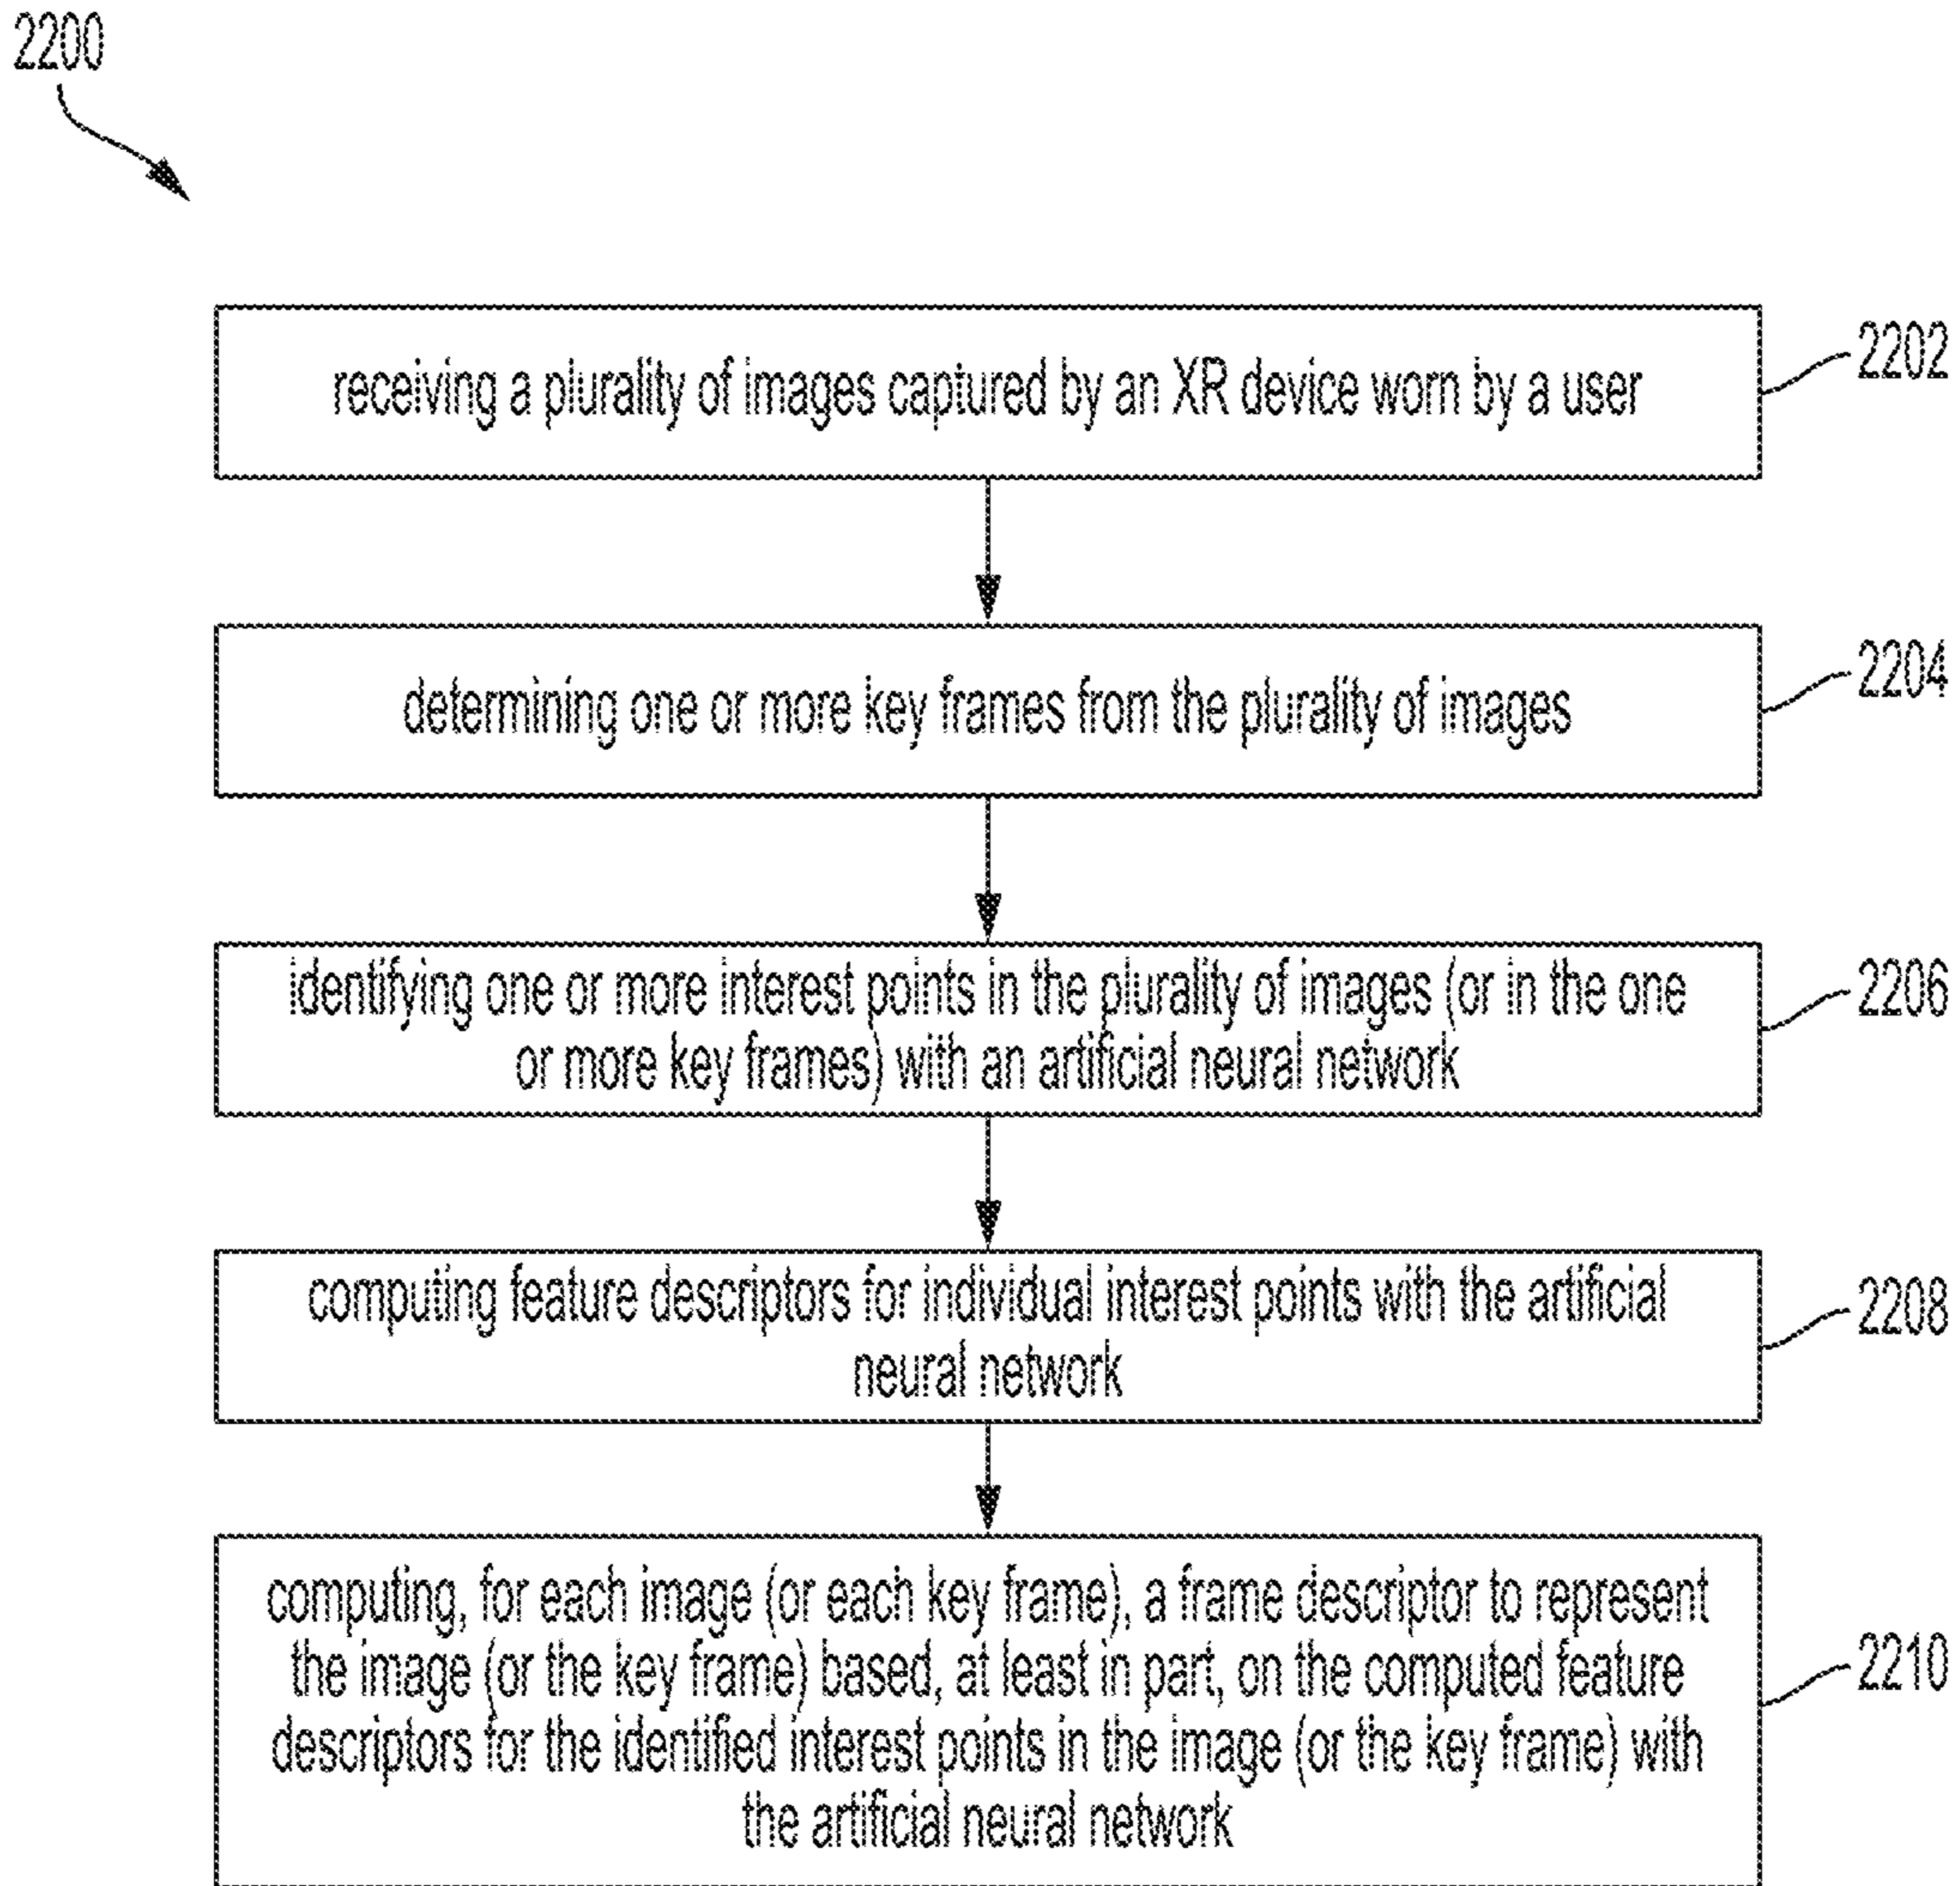 2200
receiving a plurality of images captured by an XR device worn by a user
2202
determining one or more key frames from the plurality of images
2204
identifying one or more interest points in the plurality of images (or in the one
or more key frames) with an artificial neural network
2206
computing feature descriptors for individual interest points with the artificial
neural network
2208
computing, for each image (or each key frame), a frame descriptor to represent
the image (or the key frame) based, at least in part, on the computed feature
descriptors for the identified interest points in the image (or the key frame) with
the artificial neural network
2210